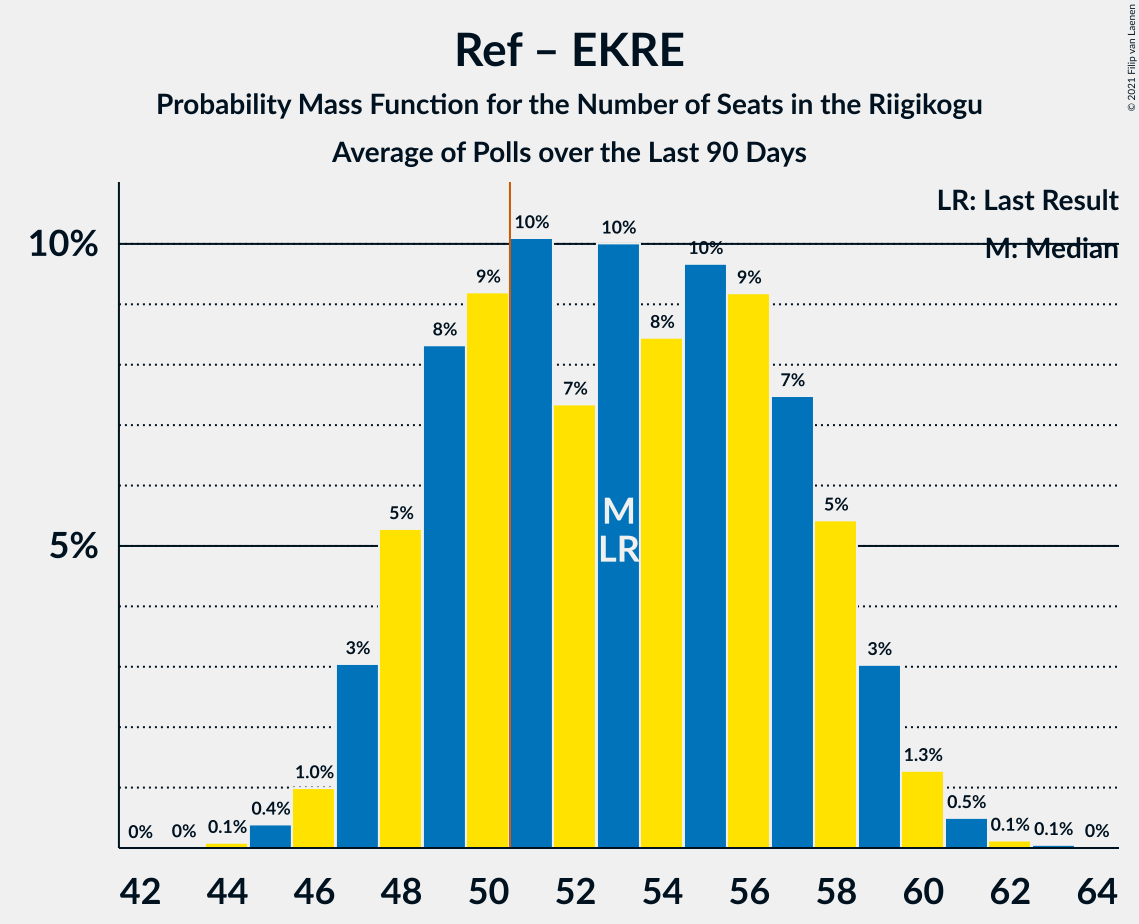 Ref – EKRE
Probability Mass Function for the Number of Seats in the Riigikogu
Average of Polls over the Last 90 Days
© 2021 Filip van Laenen
LR: Last Result
M: Median
10%
5%
0%
0%
0.1%
0.4%
1.0%
3%
5%
8%
9%
10%
7%
10%
8%
10%
9%
7%
5%
3%
1.3%
0.5%
0.1%
0.1%
0%
M
LR
42 44 46 48 50 52 54 56 58 60 62 64